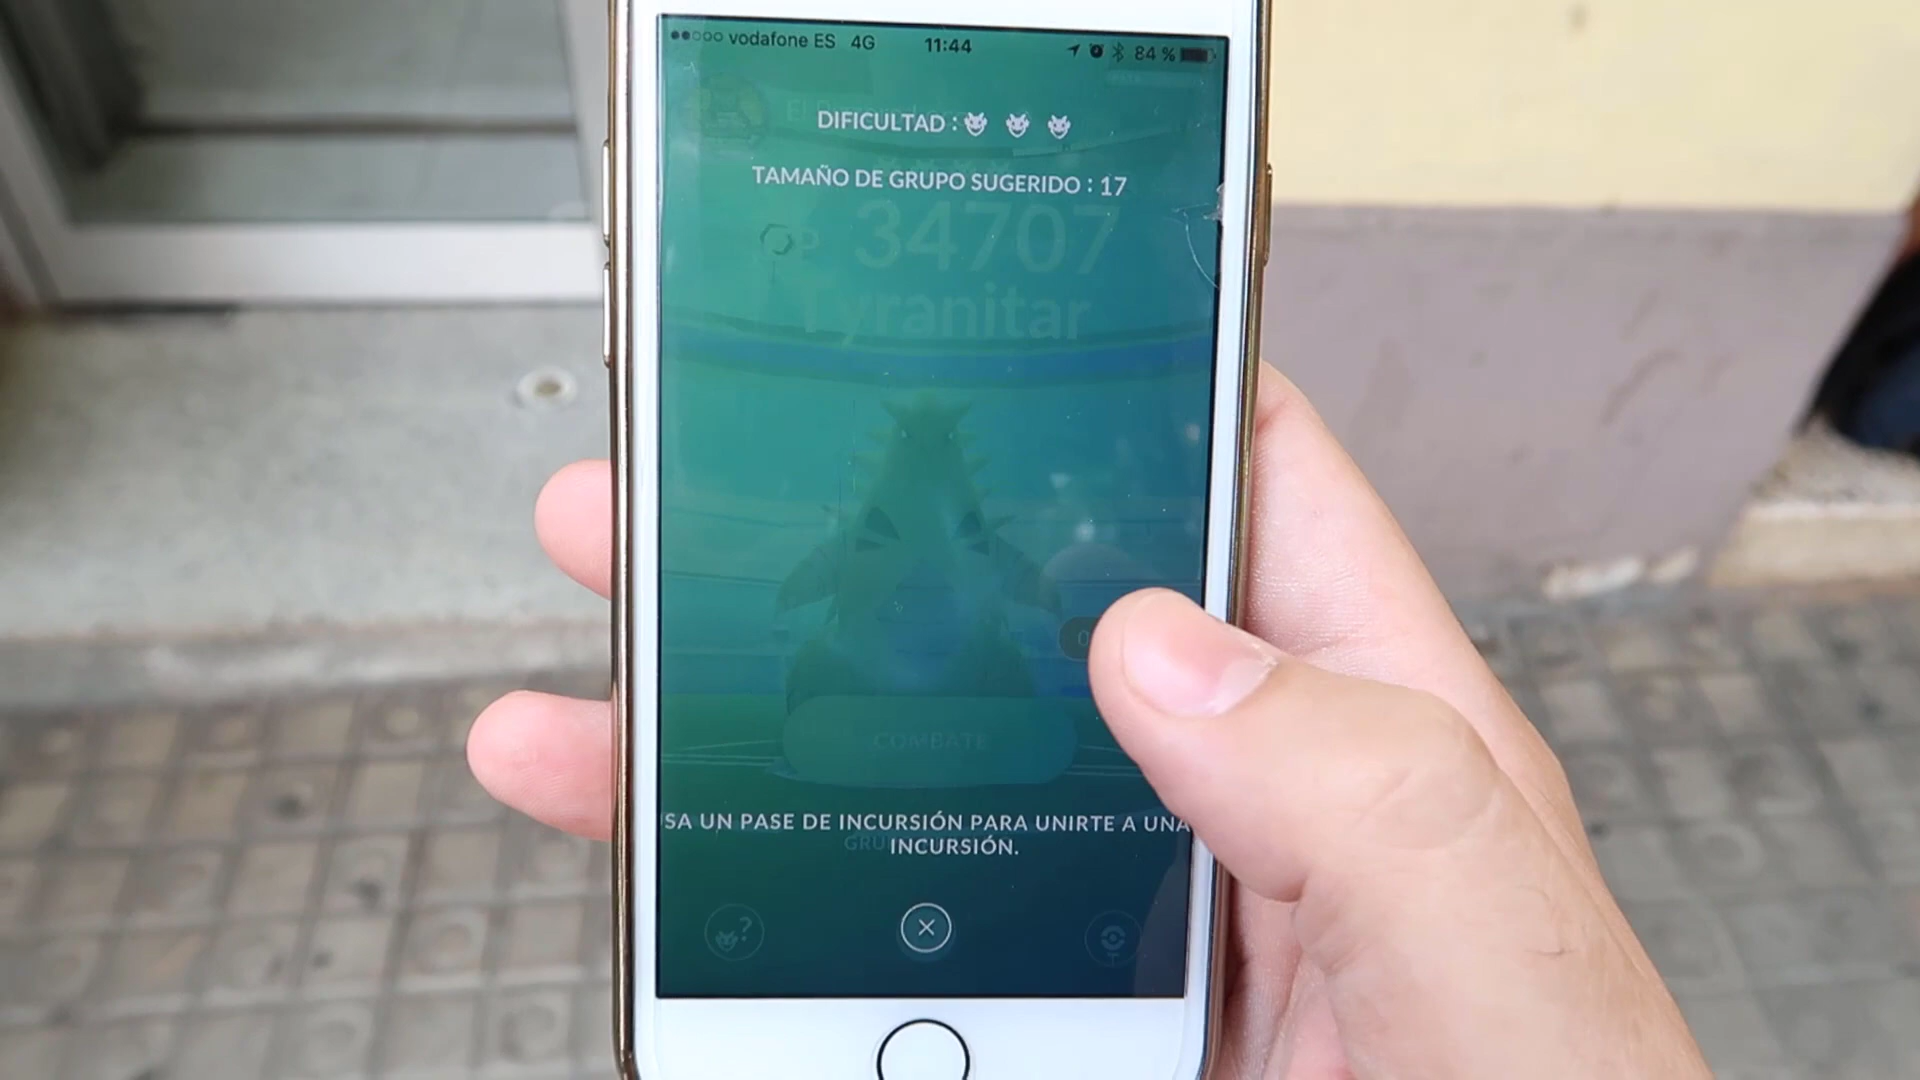 vodafone ES 4G 11:44 84 %
DIFICULTAD :
TAMAÑO DE GRUPO SUGERIDO : 17
34707
Tyranitar
COMBATE
SA UN PASE DE INCURSIÓN PARA UNIRTE A UNA
INCURSIÓN.